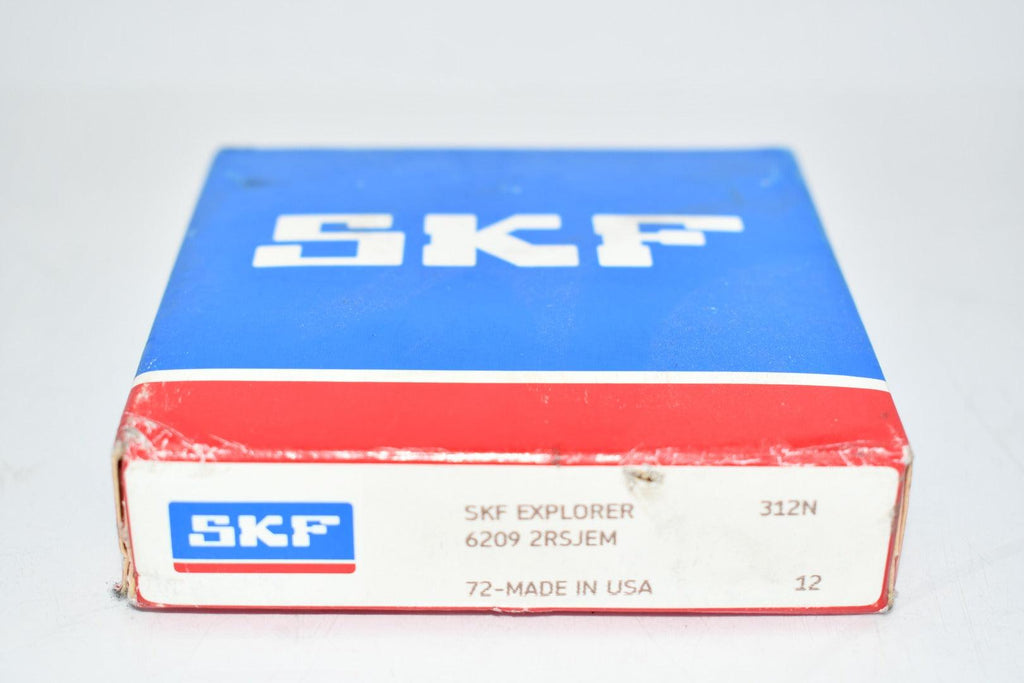 SKF
SKF
SKF EXPLORER 312N
6209 2RSJEM
72-MADE IN USA 12